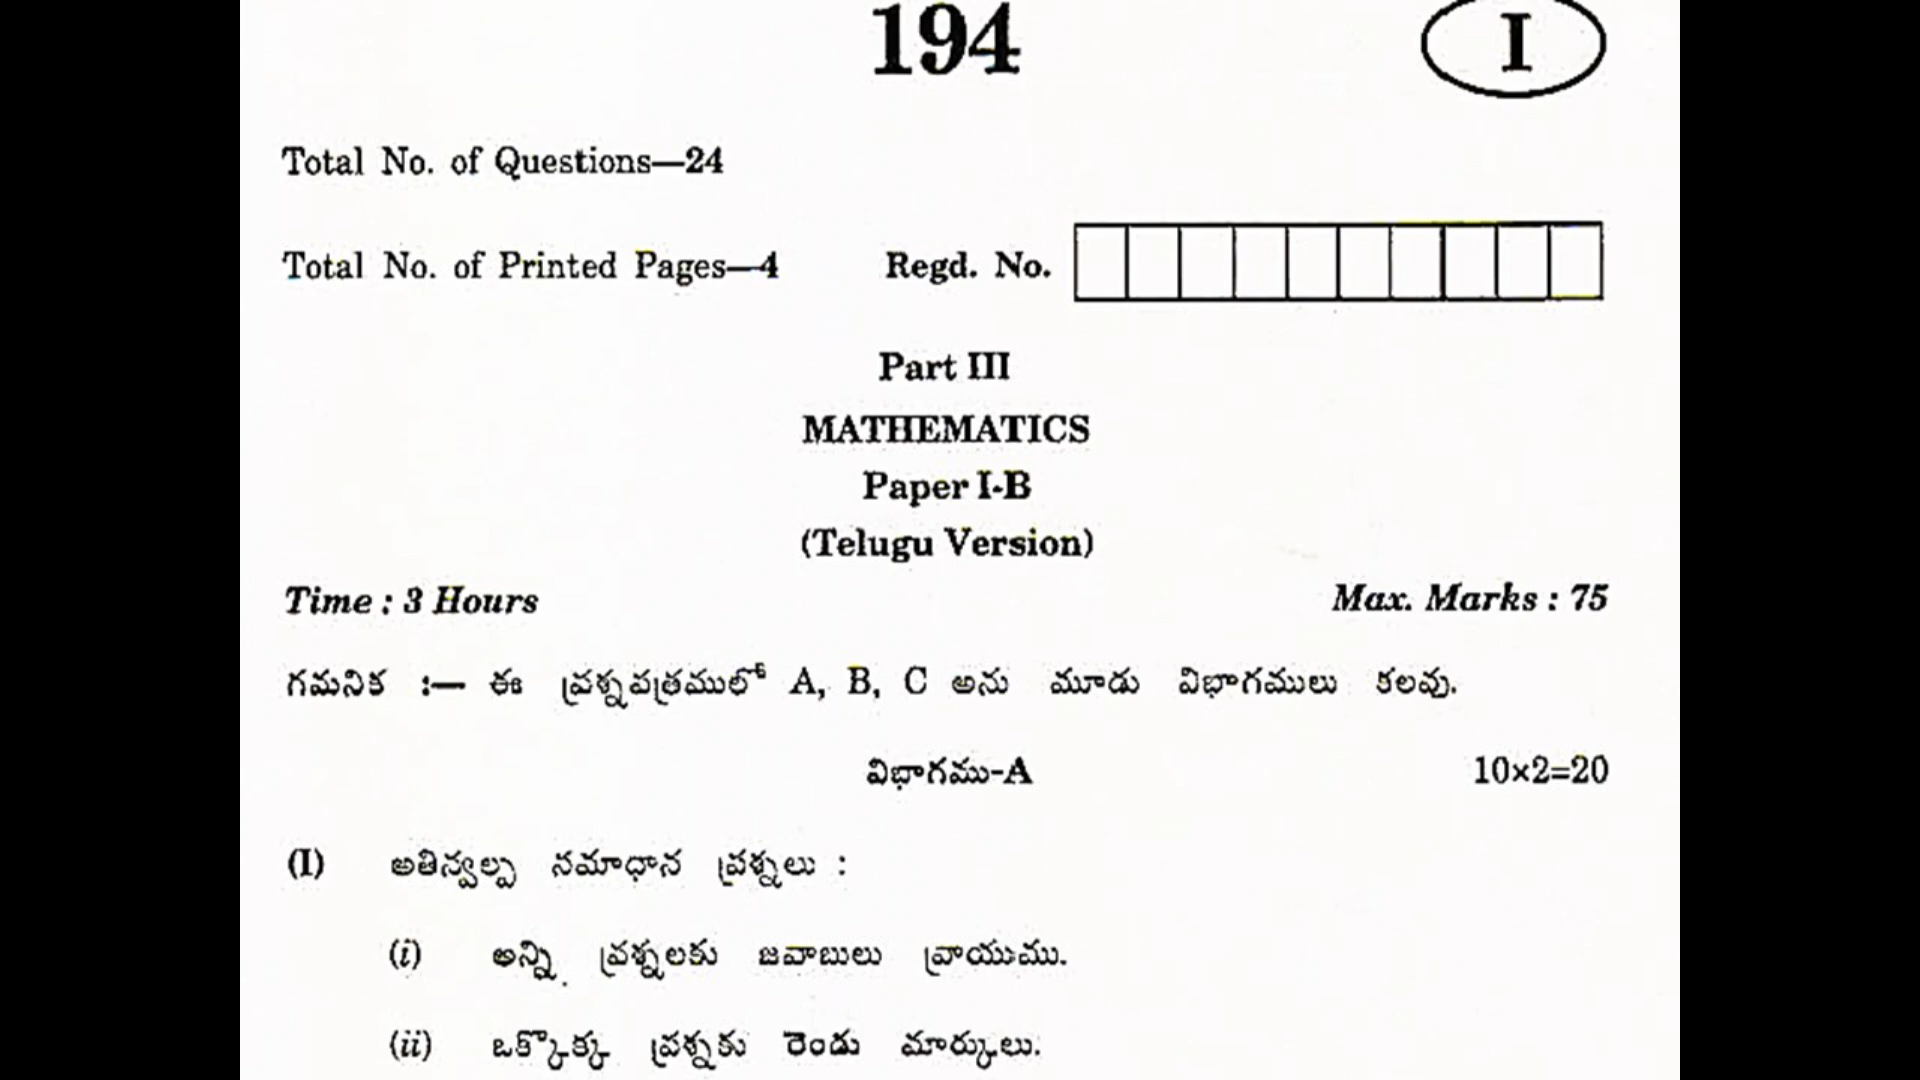 194
I
Total No. of Questions—24
Total No. of Printed Pages—4 Regd. No.
Part III
MATHEMATICS
Paper I-B
(Telugu Version)
Time : 3 Hours Max. Marks : 75
గమనిక :— ఈ ప్రశ్నపత్రములో A, B, C అను మూడు విభాగములు కలవు.
విభాగము-A 10×2=20
(I) అతిస్వల్ప సమాధాన ప్రశ్నలు :
(i) అన్ని ప్రశ్నలకు జవాబులు వ్రాయుము.
(ii) ఒక్కొక్క ప్రశ్నకు రెండు మార్కులు.